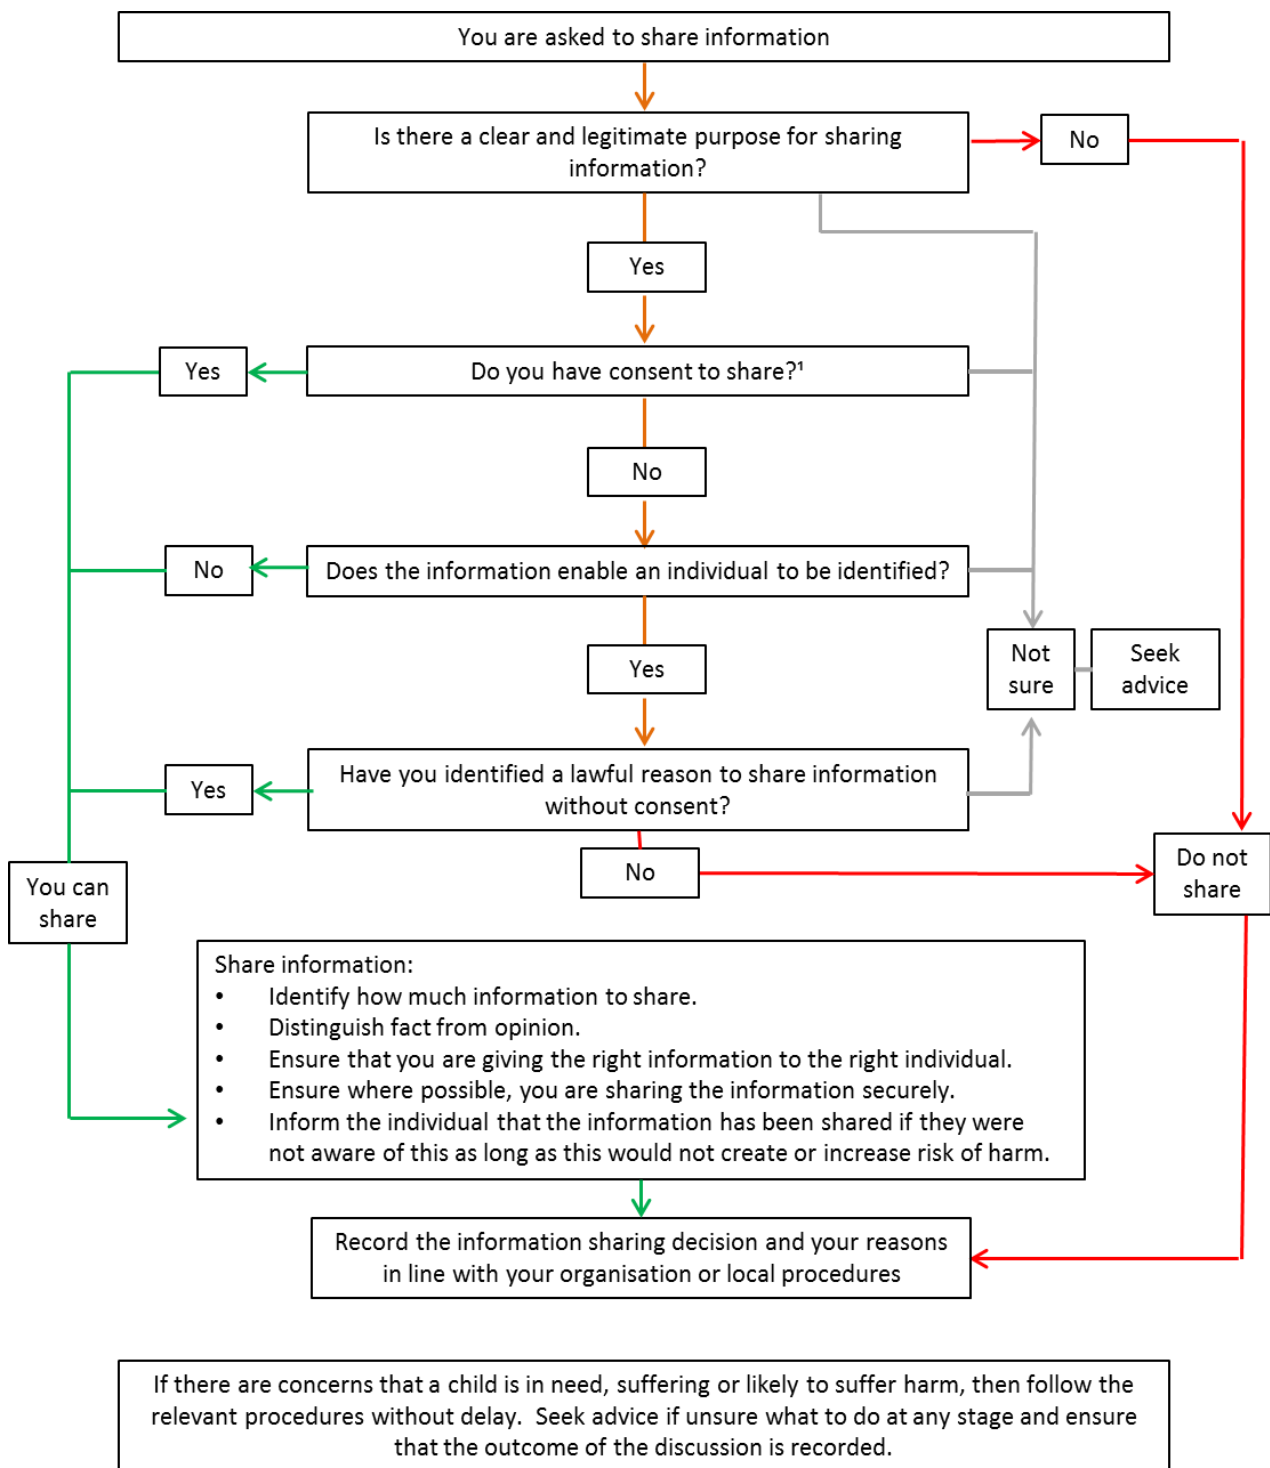 You are asked to share information
Is there a clear and legitimate purpose for sharing
information?
No
Yes
Yes
Do you have consent to share?¹
No
No
Does the information enable an individual to be identified?
Yes
Not
sure
Seek
advice
Yes
Have you identified a lawful reason to share information
without consent?
No
Do not
share
You can
share
Share information:
• Identify how much information to share.
• Distinguish fact from opinion.
• Ensure that you are giving the right information to the right individual.
• Ensure where possible, you are sharing the information securely.
• Inform the individual that the information has been shared if they were
not aware of this as long as this would not create or increase risk of harm.
Record the information sharing decision and your reasons
in line with your organisation or local procedures
If there are concerns that a child is in need, suffering or likely to suffer harm, then follow the
relevant procedures without delay.  Seek advice if unsure what to do at any stage and ensure
that the outcome of the discussion is recorded.